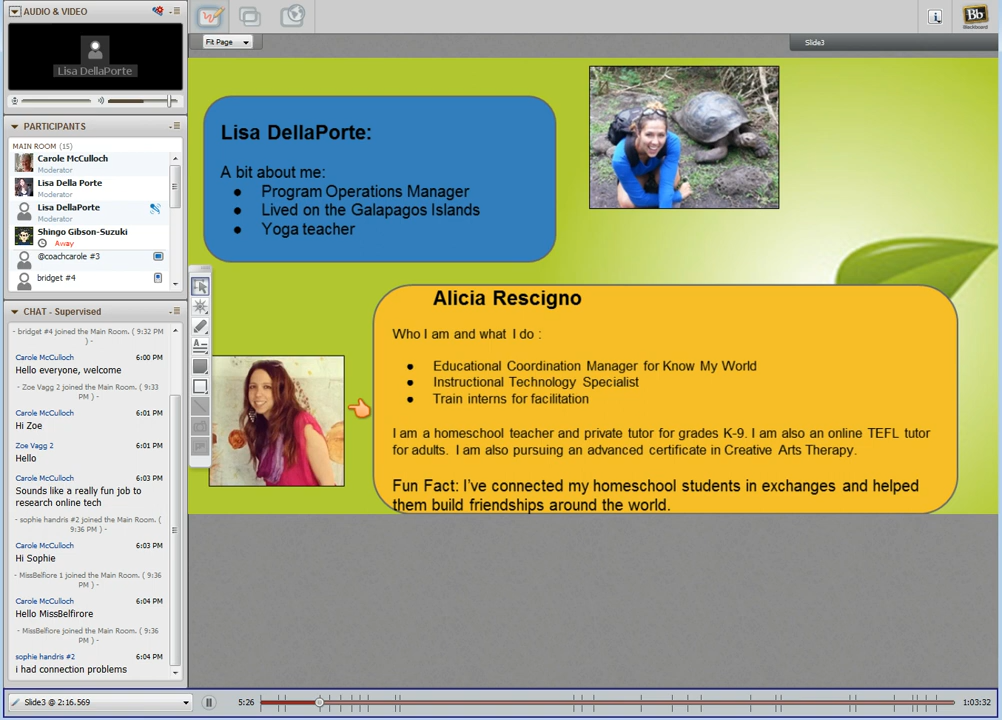 AUDIO & VIDEO
Lisa DellaPorte
PARTICIPANTS
MAIN ROOM (15)
Carole McCulloch
Moderator
Lisa Della Porte
Moderator
Lisa DellaPorte
Moderator
Shingo Gibson-Suzuki
Away
@coachcarole #3
bridget #4
CHAT - Supervised
- bridget #4 joined the Main Room. ( 9:32 PM
) -
Carole McCulloch 6:00 PM
Hello everyone, welcome
- Zoe Vagg 2 joined the Main Room. ( 9:33
PM ) -
Carole McCulloch 6:01 PM
Hi Zoe
Zoe Vagg 2 6:01 PM
Hello
Carole McCulloch 6:03 PM
Sounds like a really fun job to
research online tech
- sophie handris #2 joined the Main Room. (
9:36 PM ) -
Carole McCulloch 6:03 PM
Hi Sophie
- MissBelfiore 1 joined the Main Room. ( 9:36
PM ) -
Carole McCulloch 6:04 PM
Hello MissBelfirore
- MissBelfiore joined the Main Room. ( 9:36
PM ) -
sophie handris #2 6:04 PM
i had connection problems
Fit Page
Slide3
Bb
Blackboard
Lisa DellaPorte:
A bit about me:
● Program Operations Manager
● Lived on the Galapagos Islands
● Yoga teacher
Alicia Rescigno
Who I am and what I do :
● Educational Coordination Manager for Know My World
● Instructional Technology Specialist
● Train interns for facilitation
I am a homeschool teacher and private tutor for grades K-9. I am also an online TEFL tutor
for adults. I am also pursuing an advanced certificate in Creative Arts Therapy.
Fun Fact: I've connected my homeschool students in exchanges and helped
them build friendships around the world.
Slide3 @ 2:16.569
5:26
1:03:32